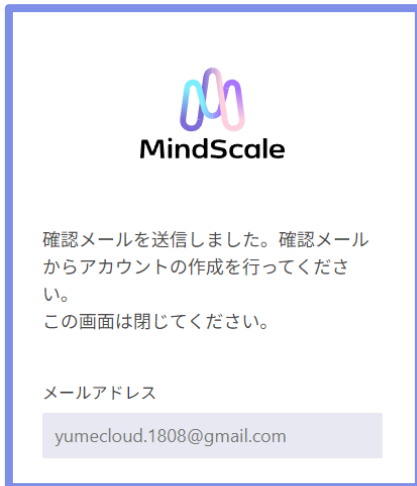 MindScale
確認メールを送信しました。確認メール
からアカウントの作成を行ってくださ
い。
この画面は閉じてください。
メールアドレス
yumecloud.1808@gmail.com